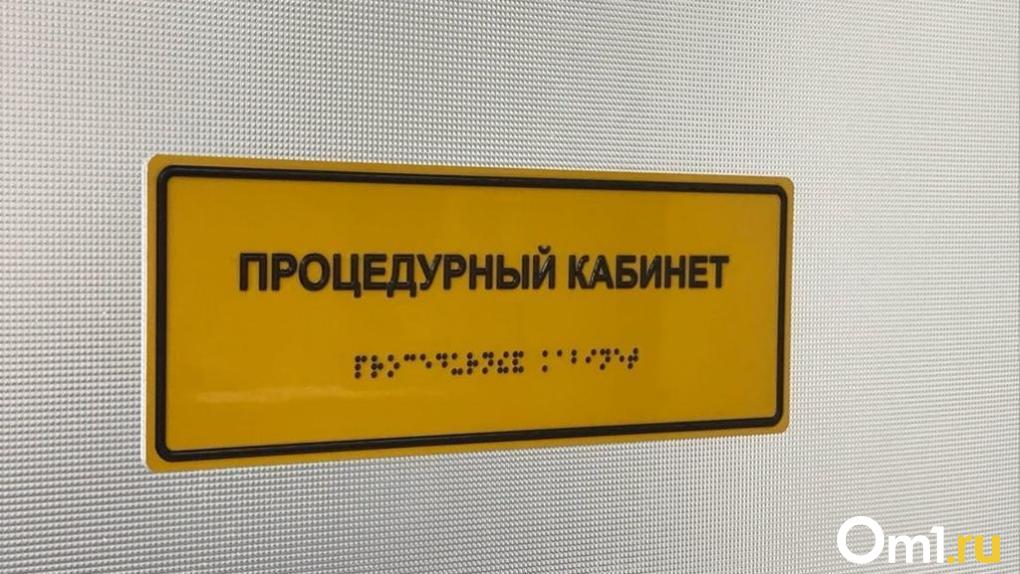 ПРОЦЕДУРНЫЙ КАБИНЕТ
⠏⠗⠕⠉⠑⠙⠥⠗⠝⠮⠯ ⠅⠁⠃⠊⠝⠑⠞
Om1.ru